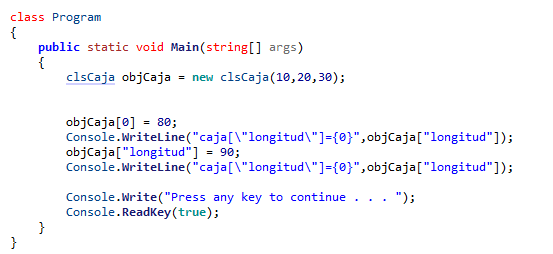 class Program
{
    public static void Main(string[] args)
    {
        clsCaja objCaja = new clsCaja(10,20,30);
        objCaja[0] = 80;
        Console.WriteLine("caja[\"longitud\"]={0}",objCaja["longitud"]);
        objCaja["longitud"] = 90;
        Console.WriteLine("caja[\"longitud\"]={0}",objCaja["longitud"]);
        Console.Write("Press any key to continue . . . ");
        Console.ReadKey(true);
    }
}